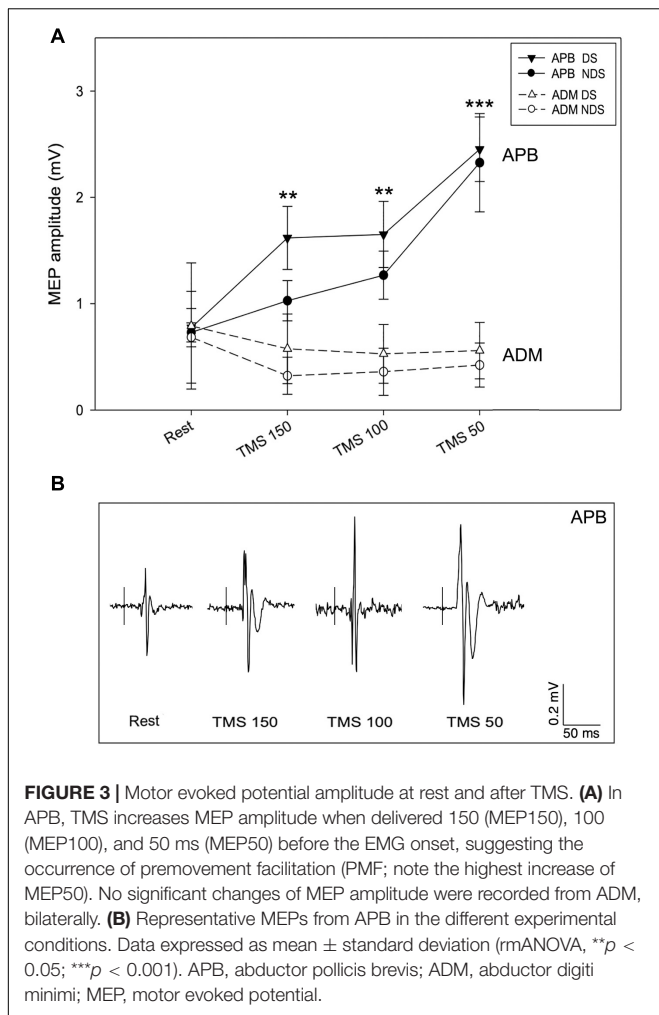 A
APB DS
APB NDS
ADM DS
ADM NDS
3
2
1
0
MEP amplitude (mV)
**
**
***
APB
ADM
Rest
TMS 150
TMS 100
TMS 50
B
APB
Rest
TMS 150
TMS 100
TMS 50
0.2 mV
50 ms
FIGURE 3 | Motor evoked potential amplitude at rest and after TMS. (A) In
APB, TMS increases MEP amplitude when delivered 150 (MEP150), 100
(MEP100), and 50 ms (MEP50) before the EMG onset, suggesting the
occurrence of premovement facilitation (PMF; note the highest increase of
MEP50). No significant changes of MEP amplitude were recorded from ADM,
bilaterally. (B) Representative MEPs from APB in the different experimental
conditions. Data expressed as mean ± standard deviation (rmANOVA, **p <
0.05; ***p < 0.001). APB, abductor pollicis brevis; ADM, abductor digiti
minimi; MEP, motor evoked potential.